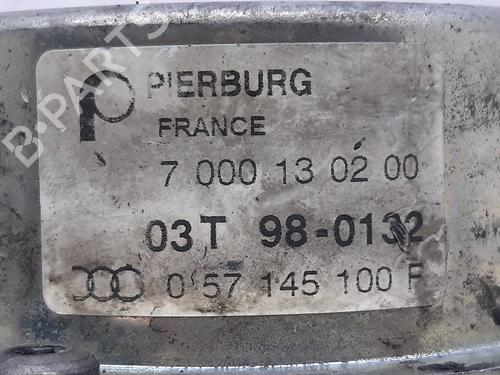 B-PARTS
PIERBURG
FRANCE
7 000 13 02 00
03T 98-0132
057 145 100 F